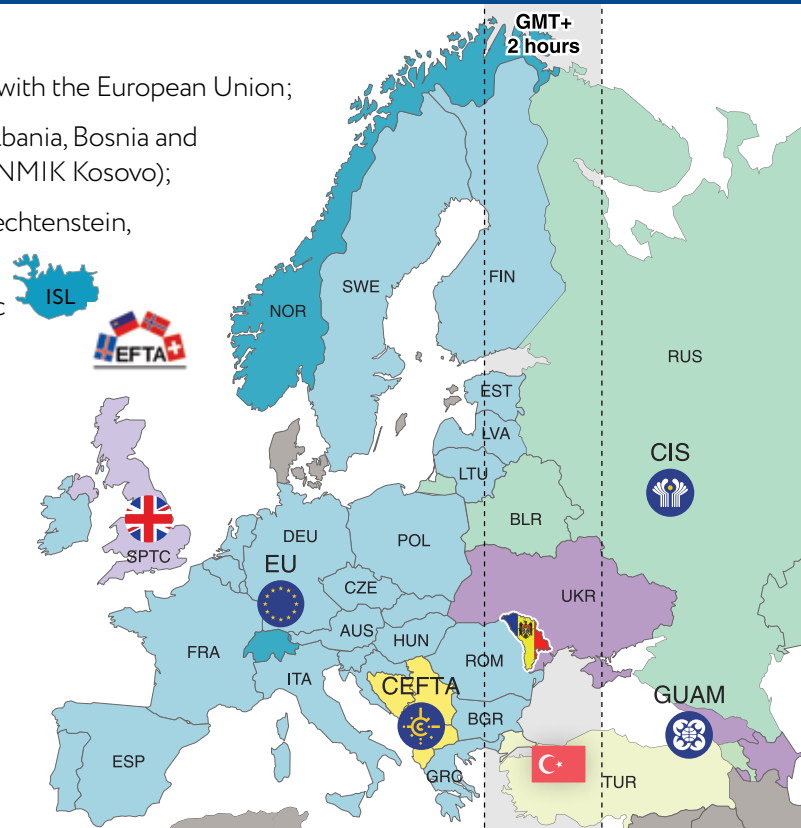 GMT+
2 hours
with the European Union;
lbania, Bosnia and
NMIK Kosovo);
echtenstein,
c
ISL
EFTA
NOR
SWE
FIN
RUS
EST
LVA
LTU
CIS
BLR
SPTC
DEU
POL
EU
CZE
UKR
AUS
HUN
FRA
ROM
ITA
CEFTA
GUAM
BGR
ESP
GRC
TUR